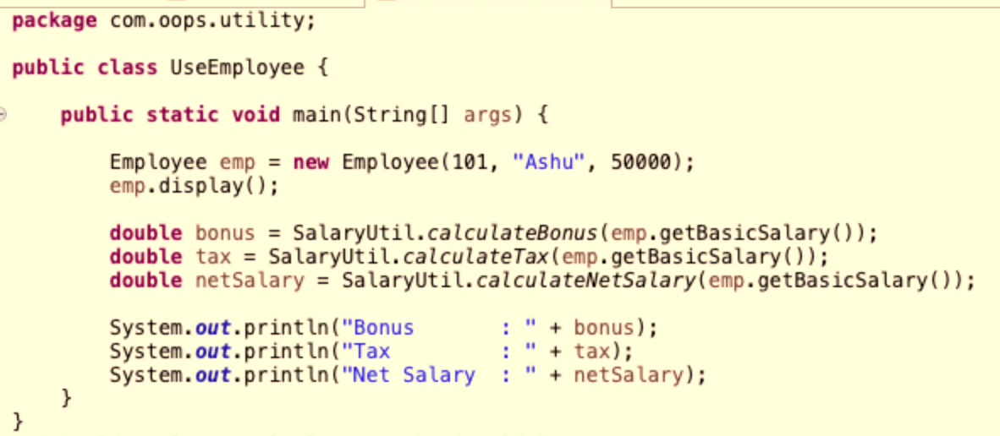 package com.oops.utility;
public class UseEmployee {
public static void main(String[] args) {
Employee emp = new Employee(101, "Ashu", 50000);
emp.display();
double bonus = SalaryUtil.calculateBonus(emp.getBasicSalary());
double tax = SalaryUtil.calculateTax(emp.getBasicSalary());
double netSalary = SalaryUtil.calculateNetSalary(emp.getBasicSalary());
System.out.println("Bonus       : " + bonus);
System.out.println("Tax         : " + tax);
System.out.println("Net Salary  : " + netSalary);
}
}